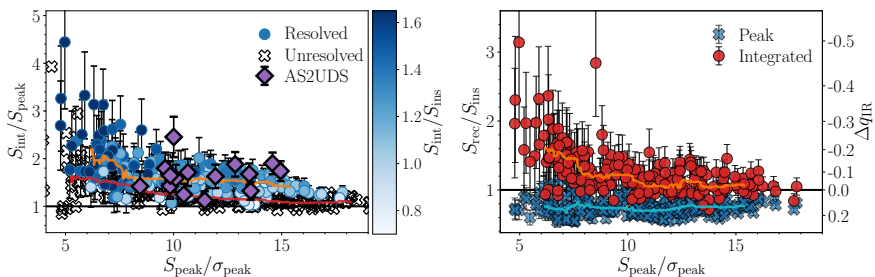 5
4
3
2
1
5
10
15
S_int/S_peak
S_peak/σ_peak
Resolved
Unresolved
AS2UDS
1.6
1.4
1.2
1.0
0.8
S_int/S_ins
3
2
1
5
10
15
S_rec/S_ins
S_peak/σ_peak
Peak
Integrated
-0.5
-0.4
-0.3
-0.2
-0.1
0.0
0.2
Δq_IR